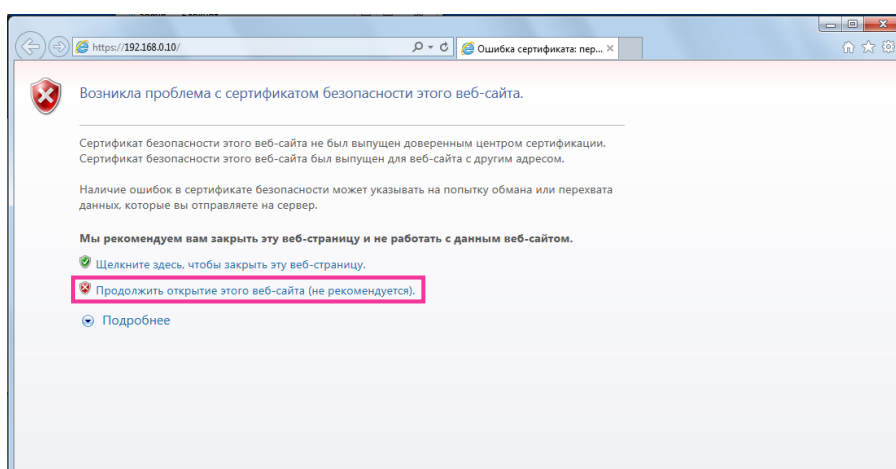 https://192.168.0.10/
Ошибка сертификата: пер...
Возникла проблема с сертификатом безопасности этого веб-сайта.
Сертификат безопасности этого веб-сайта не был выпущен доверенным центром сертификации.
Сертификат безопасности этого веб-сайта был выпущен для веб-сайта с другим адресом.
Наличие ошибок в сертификате безопасности может указывать на попытку обмана или перехвата
данных, которые вы отправляете на сервер.
Мы рекомендуем вам закрыть эту веб-страницу и не работать с данным веб-сайтом.
Щелкните здесь, чтобы закрыть эту веб-страницу.
Продолжить открытие этого веб-сайта (не рекомендуется).
Подробнее